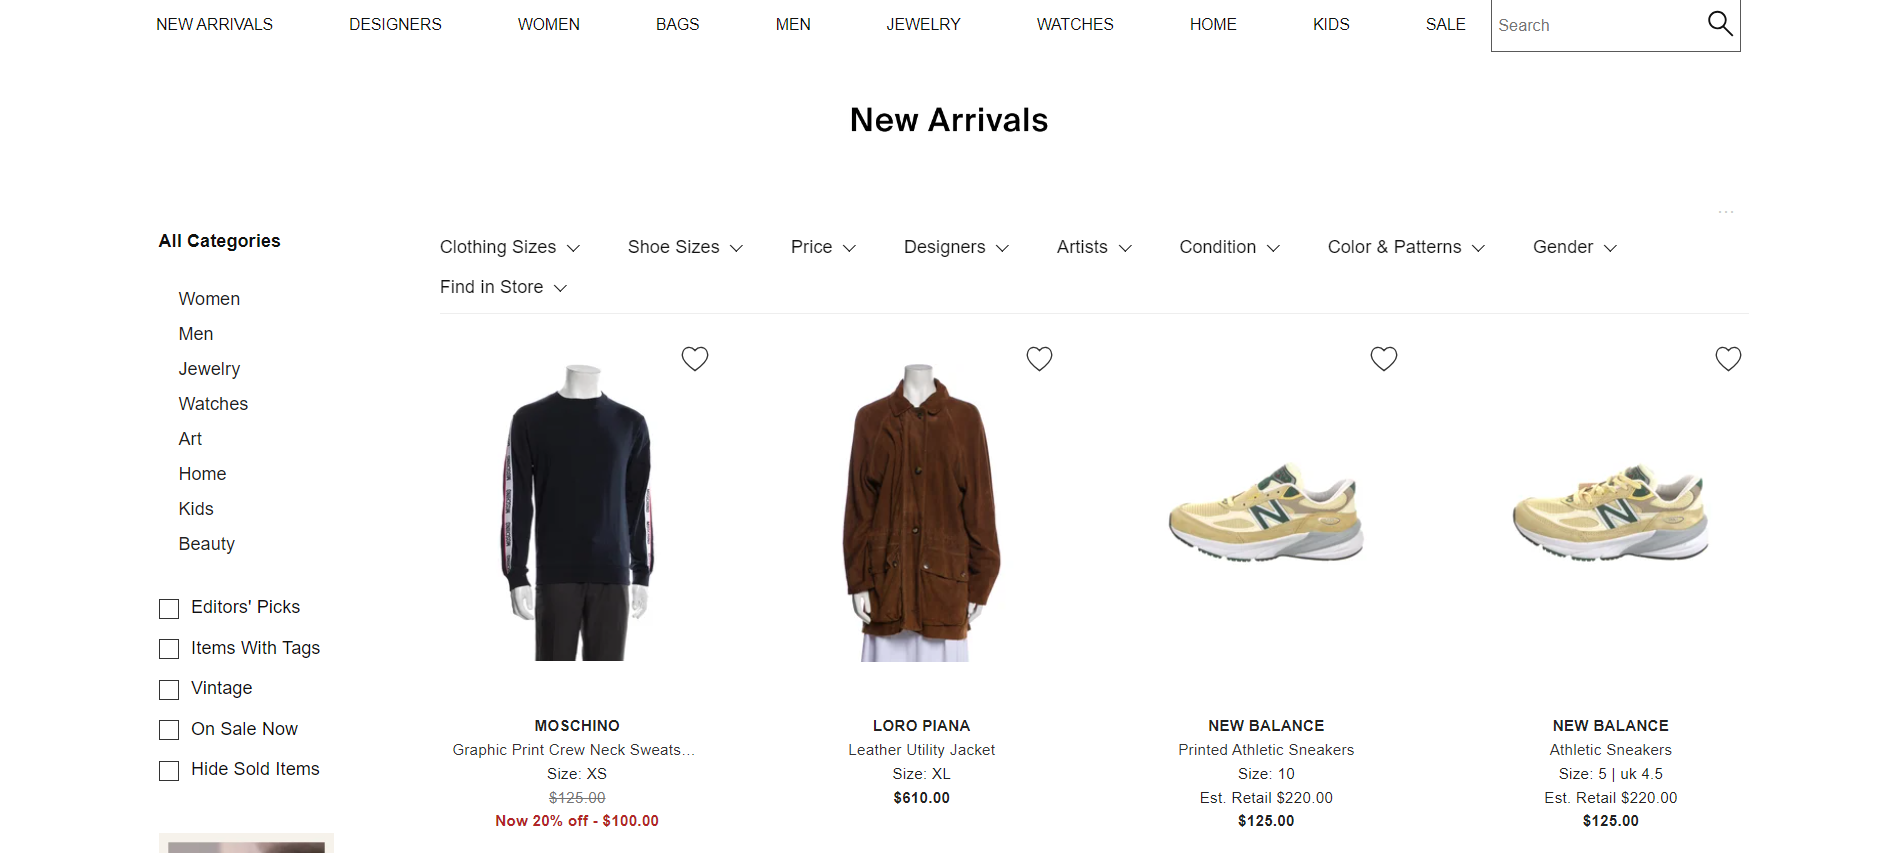 NEW ARRIVALS DESIGNERS WOMEN BAGS MEN JEWELRY WATCHES HOME KIDS SALE Search
New Arrivals
...
All Categories
Women
Men
Jewelry
Watches
Art
Home
Kids
Beauty
Editors' Picks
Items With Tags
Vintage
On Sale Now
Hide Sold Items
Clothing Sizes Shoe Sizes Price Designers Artists Condition Color & Patterns Gender
Find in Store
MOSCHINO
Graphic Print Crew Neck Sweats...
Size: XS
$125.00
Now 20% off - $100.00
LORO PIANA
Leather Utility Jacket
Size: XL
$610.00
NEW BALANCE
Printed Athletic Sneakers
Size: 10
Est. Retail $220.00
$125.00
NEW BALANCE
Athletic Sneakers
Size: 5 | uk 4.5
Est. Retail $220.00
$125.00